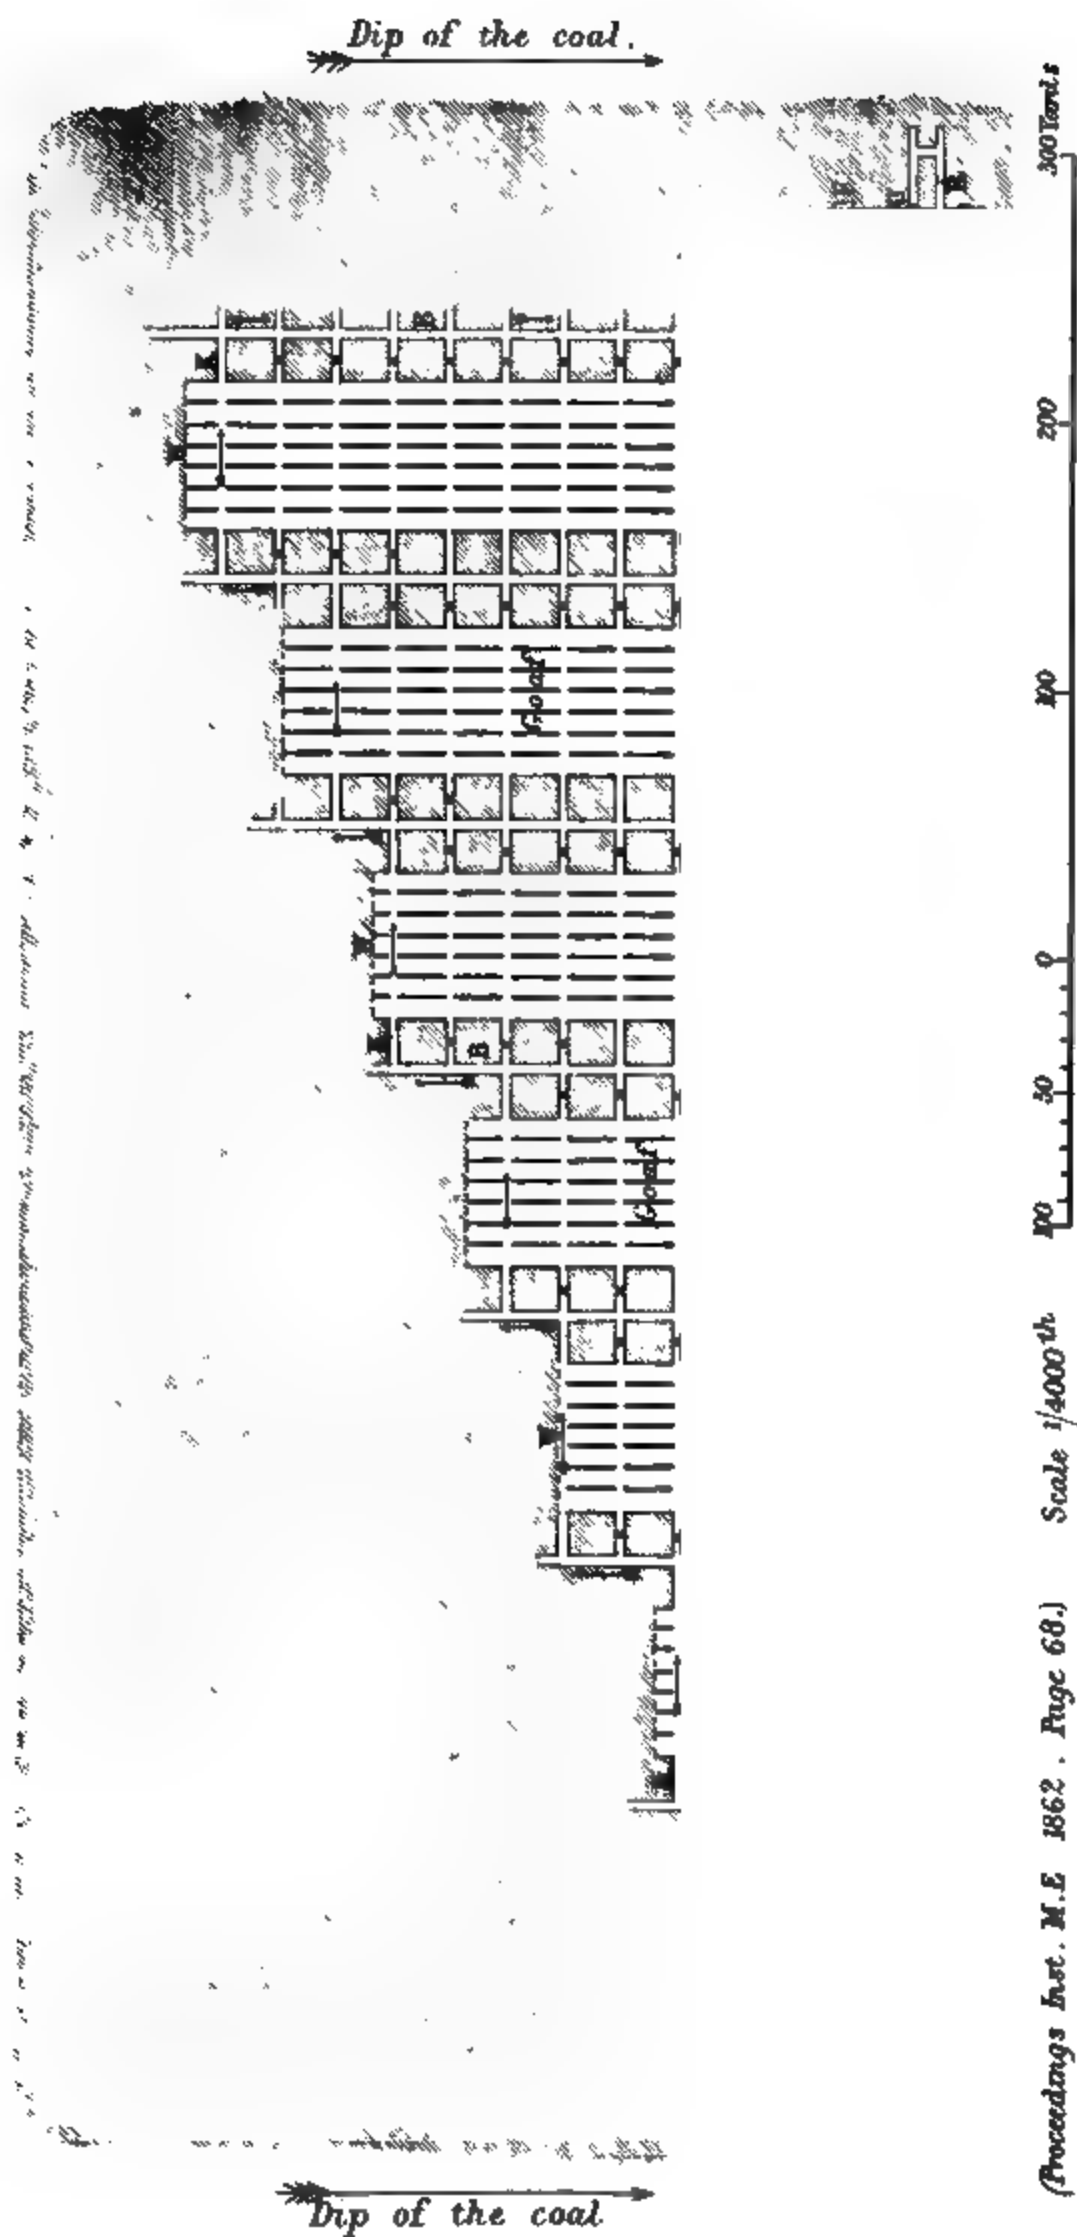 Dip of the coal.
B
Goaf
B
Goaf
Dip of the coal
(Proceedings Inst. M.E 1862. Page 68.)
Scale 1/4000th
100 50 0 100 200 300 Yards